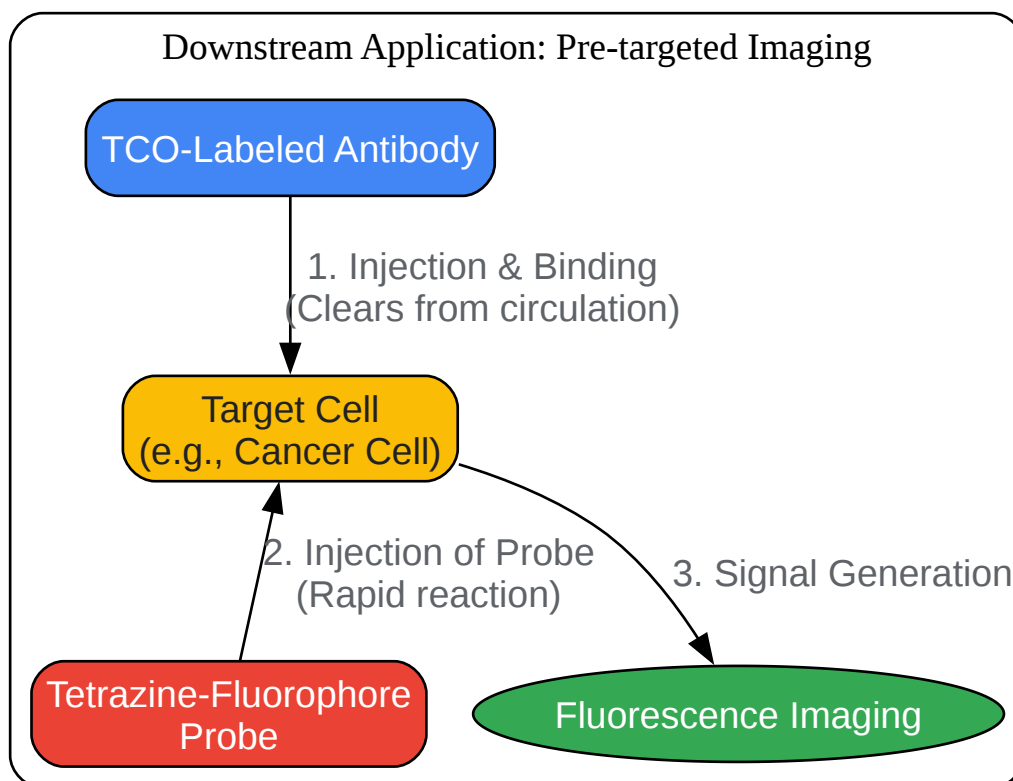 Downstream Application: Pre-targeted Imaging
TCO-Labeled Antibody
1. Injection & Binding
(Clears from circulation)
Target Cell
(e.g., Cancer Cell)
2. Injection of Probe
(Rapid reaction)
3. Signal Generation
Tetrazine-Fluorophore
Probe
Fluorescence Imaging